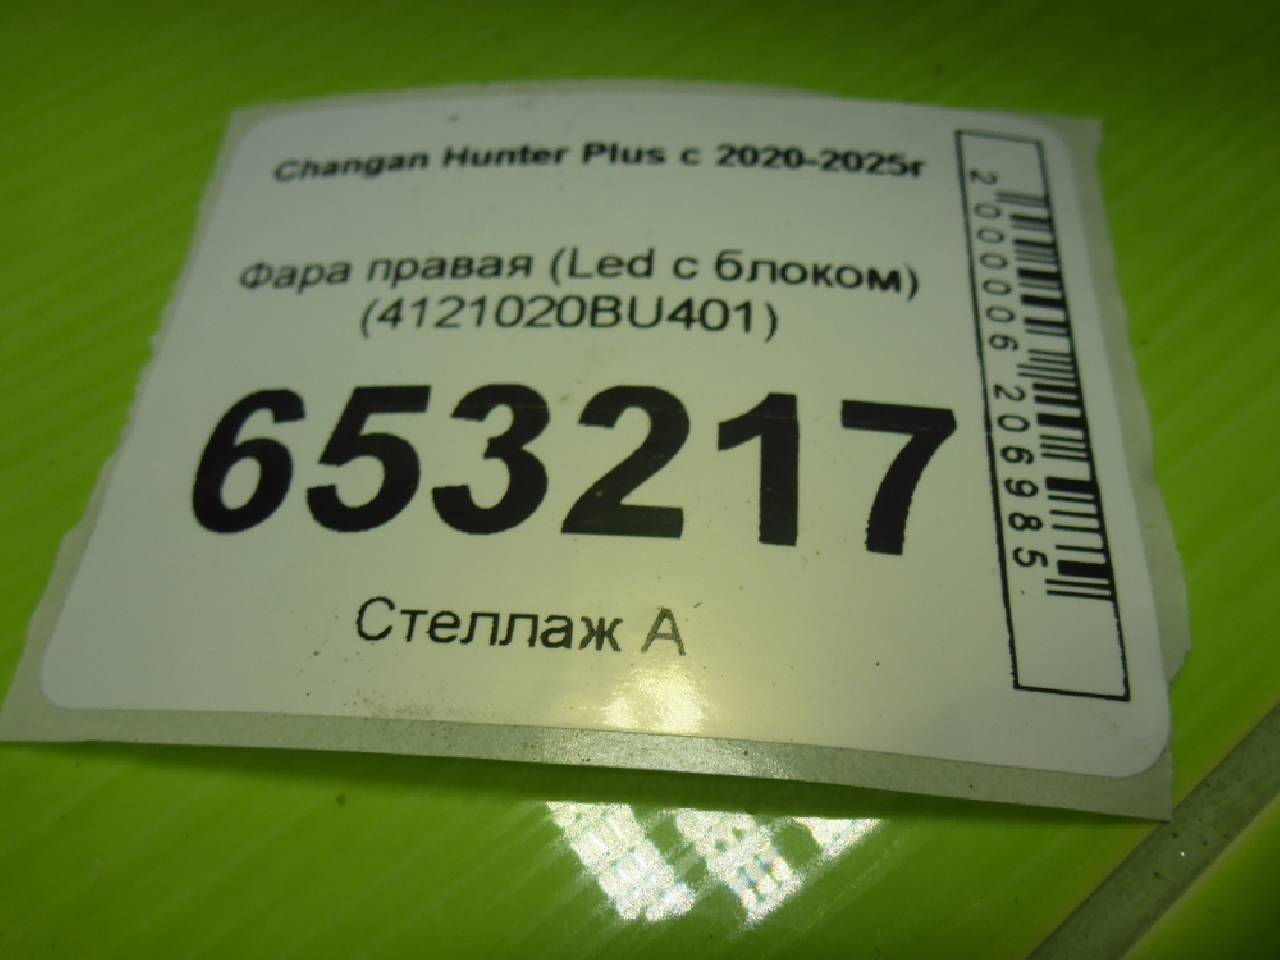 Changan Hunter Plus с 2020-2025г
Фара правая (Led с блоком)
(4121020BU401)
653217
Стеллаж А
2000006206985